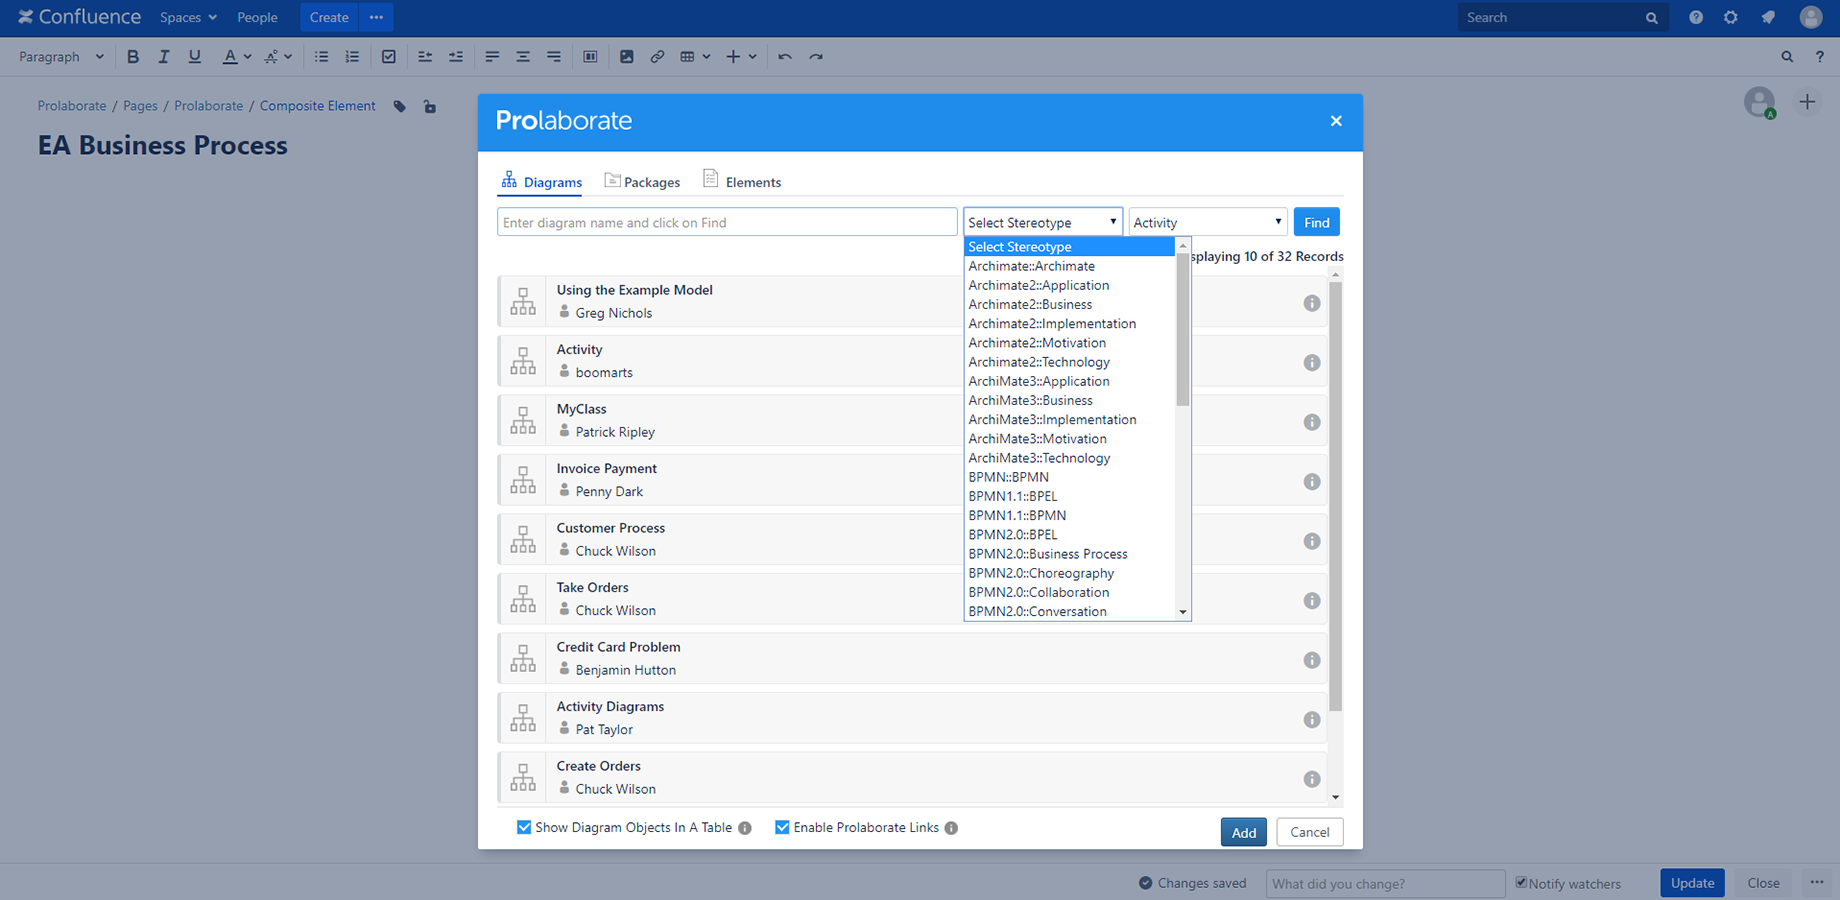 Confluence Spaces People Create ••• Search
Paragraph B I U A
Prolaborate / Pages / Prolaborate / Composite Element
EA Business Process
A
Prolaborate
Diagrams Packages Elements
Enter diagram name and click on Find Select Stereotype Activity Find
splaying 10 of 32 Records
Select Stereotype
Archimate::Archimate
Archimate2::Application
Archimate2::Business
Archimate2::Implementation
Archimate2::Motivation
Archimate2::Technology
ArchiMate3::Application
ArchiMate3::Business
ArchiMate3::Implementation
ArchiMate3::Motivation
ArchiMate3::Technology
BPMN::BPMN
BPMN1.1::BPEL
BPMN1.1::BPMN
BPMN2.0::BPEL
BPMN2.0::Business Process
BPMN2.0::Choreography
BPMN2.0::Collaboration
BPMN2.0::Conversation
Using the Example Model
Greg Nichols
Activity
boomarts
MyClass
Patrick Ripley
Invoice Payment
Penny Dark
Customer Process
Chuck Wilson
Take Orders
Chuck Wilson
Credit Card Problem
Benjamin Hutton
Activity Diagrams
Pat Taylor
Create Orders
Chuck Wilson
Show Diagram Objects In A Table Enable Prolaborate Links Add Cancel
Changes saved What did you change? Notify watchers Update Close •••